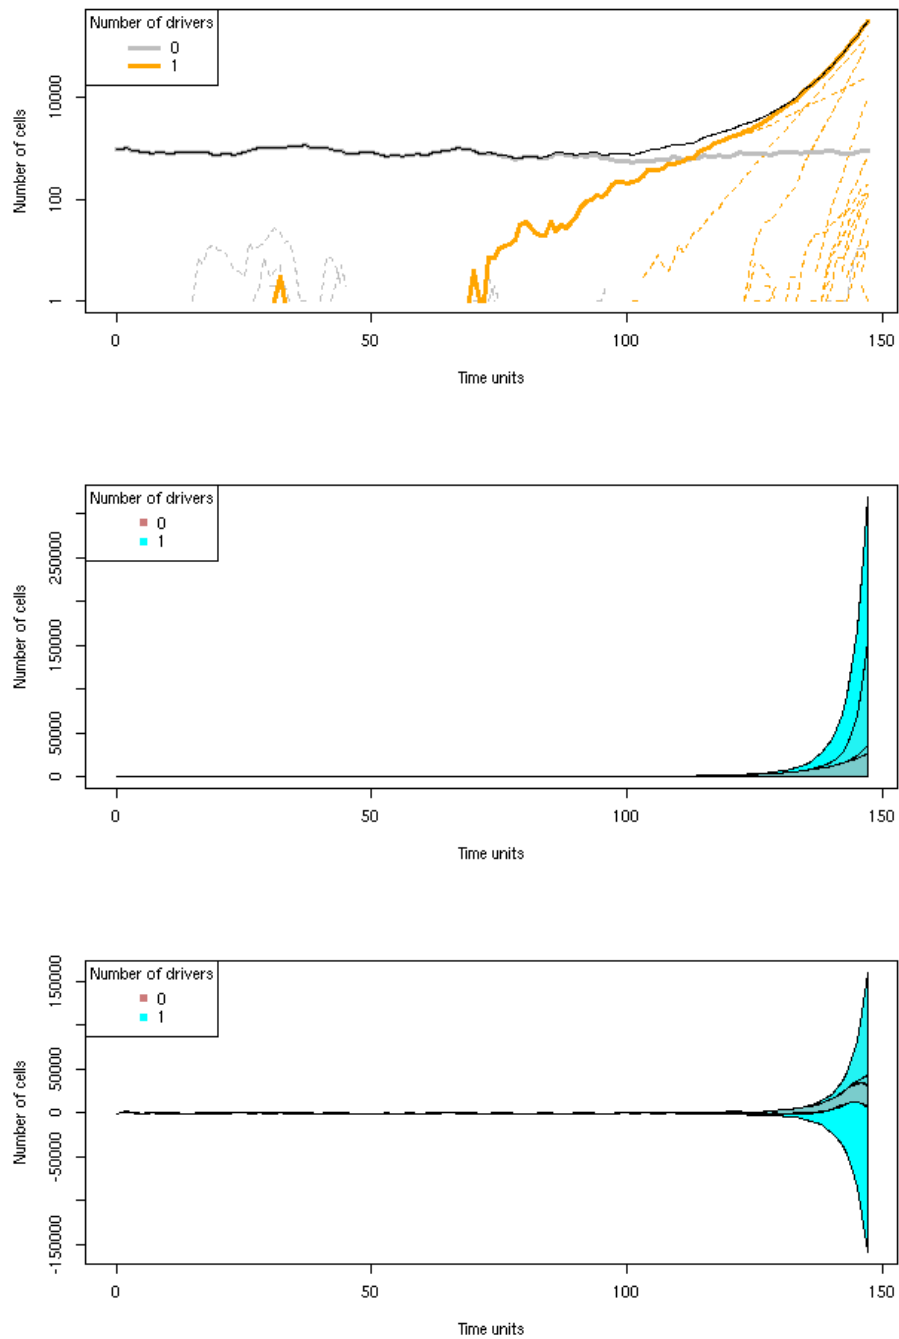 Number of drivers
0
1
Number of cells
10000
100
1
0 50 100 150
Time units
Number of drivers
0
1
Number of cells
250000
150000
50000
0
0 50 100 150
Time units
Number of drivers
0
1
Number of cells
150000
50000
0
-50000
-150000
0 50 100 150
Time units